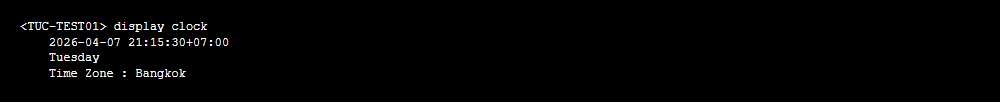 <TUC-TEST01> display clock
2026-04-07 21:15:30+07:00
Tuesday
Time Zone : Bangkok